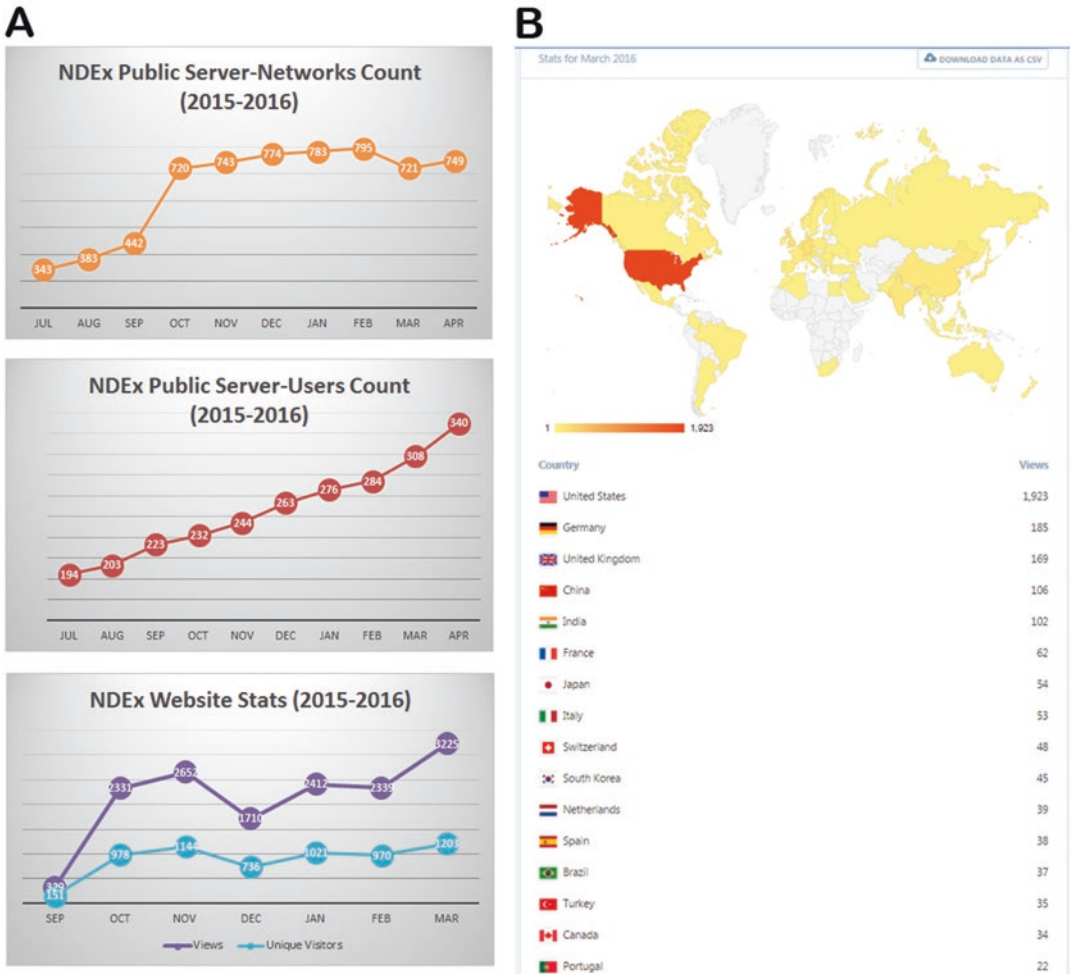 A
NDEx Public Server-Networks Count
(2015-2016)
343 383 442 720 743 774 783 795 721 749
JUL AUG SEP OCT NOV DEC JAN FEB MAR APR
NDEx Public Server-Users Count
(2015-2016)
194 203 223 232 244 263 276 284 308 340
JUL AUG SEP OCT NOV DEC JAN FEB MAR APR
NDEx Website Stats (2015-2016)
329 2331 2652 1710 2412 2339 3225
151 978 1144 736 1021 970 1203
SEP OCT NOV DEC JAN FEB MAR
Views Unique Visitors
B
Stats for March 2016 DOWNLOAD DATA AS CSV
1 1,923
Country Views
United States 1,923
Germany 185
United Kingdom 169
China 106
India 102
France 62
Japan 54
Italy 53
Switzerland 48
South Korea 45
Netherlands 39
Spain 38
Brazil 37
Turkey 35
Canada 34
Portugal 22